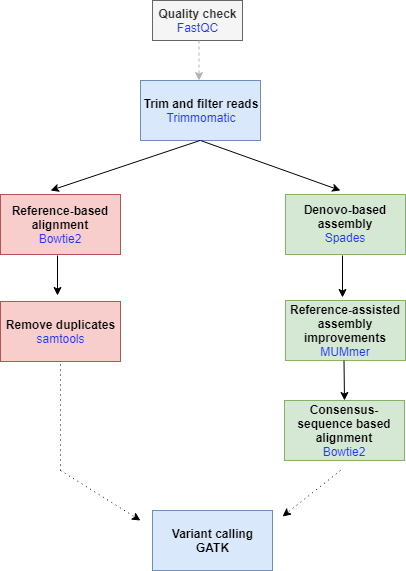 Quality check
FastQC
Trim and filter reads
Trimmomatic
Reference-based
alignment
Bowtie2
Denovo-based
assembly
Spades
Remove duplicates
samtools
Reference-assisted
assembly
improvements
MUMmer
Consensus-
sequence based
alignment
Bowtie2
Variant calling
GATK